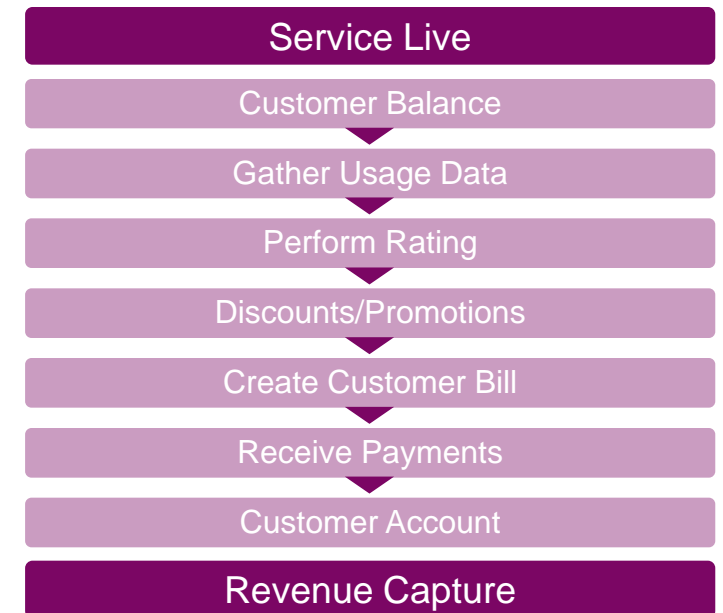 Service Live
Customer Balance
Gather Usage Data
Perform Rating
Discounts/Promotions
Create Customer Bill
Receive Payments
Customer Account
Revenue Capture